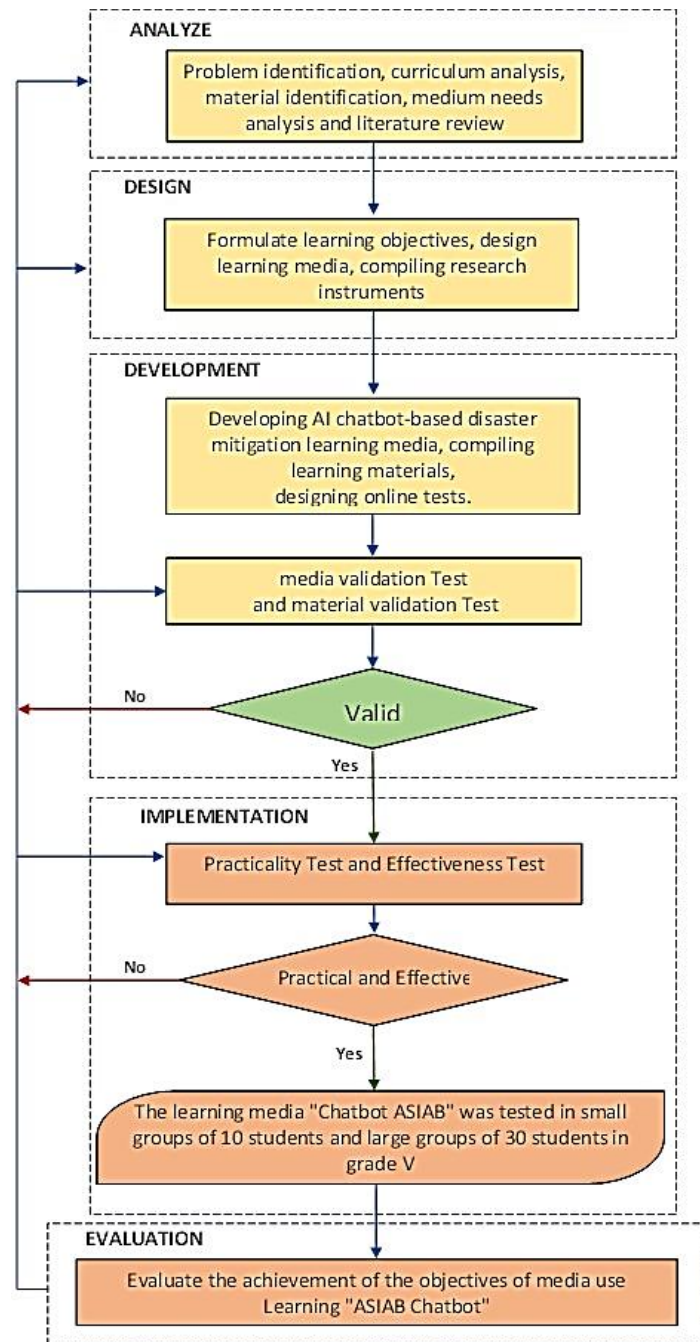 ANALYZE
Problem identification, curriculum analysis,
material identification, medium needs
analysis and literature review
DESIGN
Formulate learning objectives, design
learning media, compiling research
instruments
DEVELOPMENT
Developing AI chatbot-based disaster
mitigation learning media, compiling
learning materials,
designing online tests.
media validation Test
and material validation Test
No
Valid
Yes
IMPLEMENTATION
Practicality Test and Effectiveness Test
No
Practical and Effective
Yes
The learning media "Chatbot ASIAB" was tested in small
groups of 10 students and large groups of 30 students in
grade V
EVALUATION
Evaluate the achievement of the objectives of media use
Learning "ASIAB Chatbot"